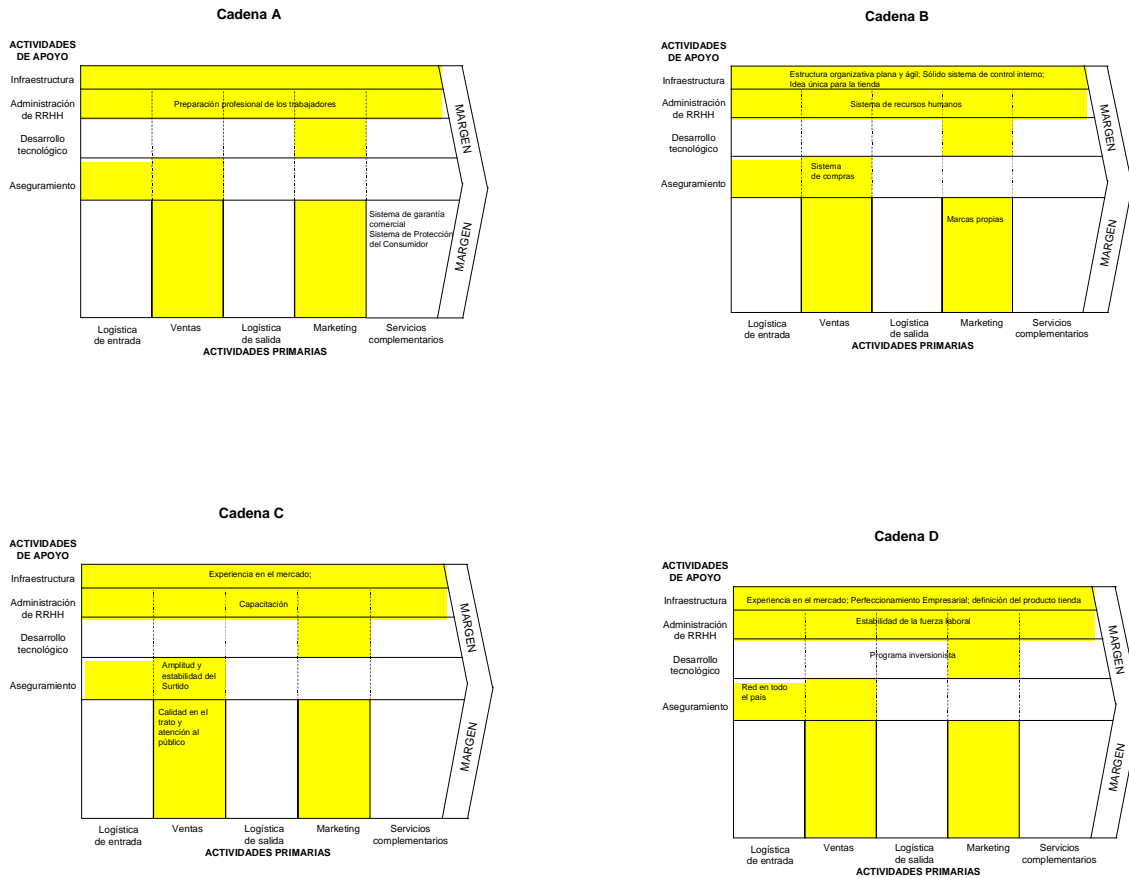 Cadena A
ACTIVIDADES
DE APOYO
Infraestructura
Administración
de RRHH
Preparación profesional de los trabajadores
Desarrollo
tecnológico
Aseguramiento
Sistema de garantía
comercial
Sistema de Protección
del Consumidor
MARGEN
MARGEN
Logística
de entrada
Ventas
Logística
de salida
Marketing
Servicios
complementarios
ACTIVIDADES PRIMARIAS
Cadena B
ACTIVIDADES
DE APOYO
Infraestructura
Estructura organizativa plana y ágil; Sólido sistema de control interno;
Idea única para la tienda
Administración
de RRHH
Sistema de recursos humanos
Desarrollo
tecnológico
Aseguramiento
Sistema
de compras
Marcas propias
MARGEN
MARGEN
Logística
de entrada
Ventas
Logística
de salida
Marketing
Servicios
complementarios
ACTIVIDADES PRIMARIAS
Cadena C
ACTIVIDADES
DE APOYO
Infraestructura
Experiencia en el mercado;
Administración
de RRHH
Capacitación
Desarrollo
tecnológico
Aseguramiento
Amplitud y
estabilidad del
Surtido
Calidad en el
trato y
atención al
público
MARGEN
MARGEN
Logística
de entrada
Ventas
Logística
de salida
Marketing
Servicios
complementarios
ACTIVIDADES PRIMARIAS
Cadena D
ACTIVIDADES
DE APOYO
Infraestructura
Experiencia en el mercado; Perfeccionamiento Empresarial; definición del producto tienda
Administración
de RRHH
Estabilidad de la fuerza laboral
Desarrollo
tecnológico
Programa inversionista
Aseguramiento
Red en todo
el país
MARGEN
MARGEN
Logística
de entrada
Ventas
Logística
de salida
Marketing
Servicios
complementarios
ACTIVIDADES PRIMARIAS